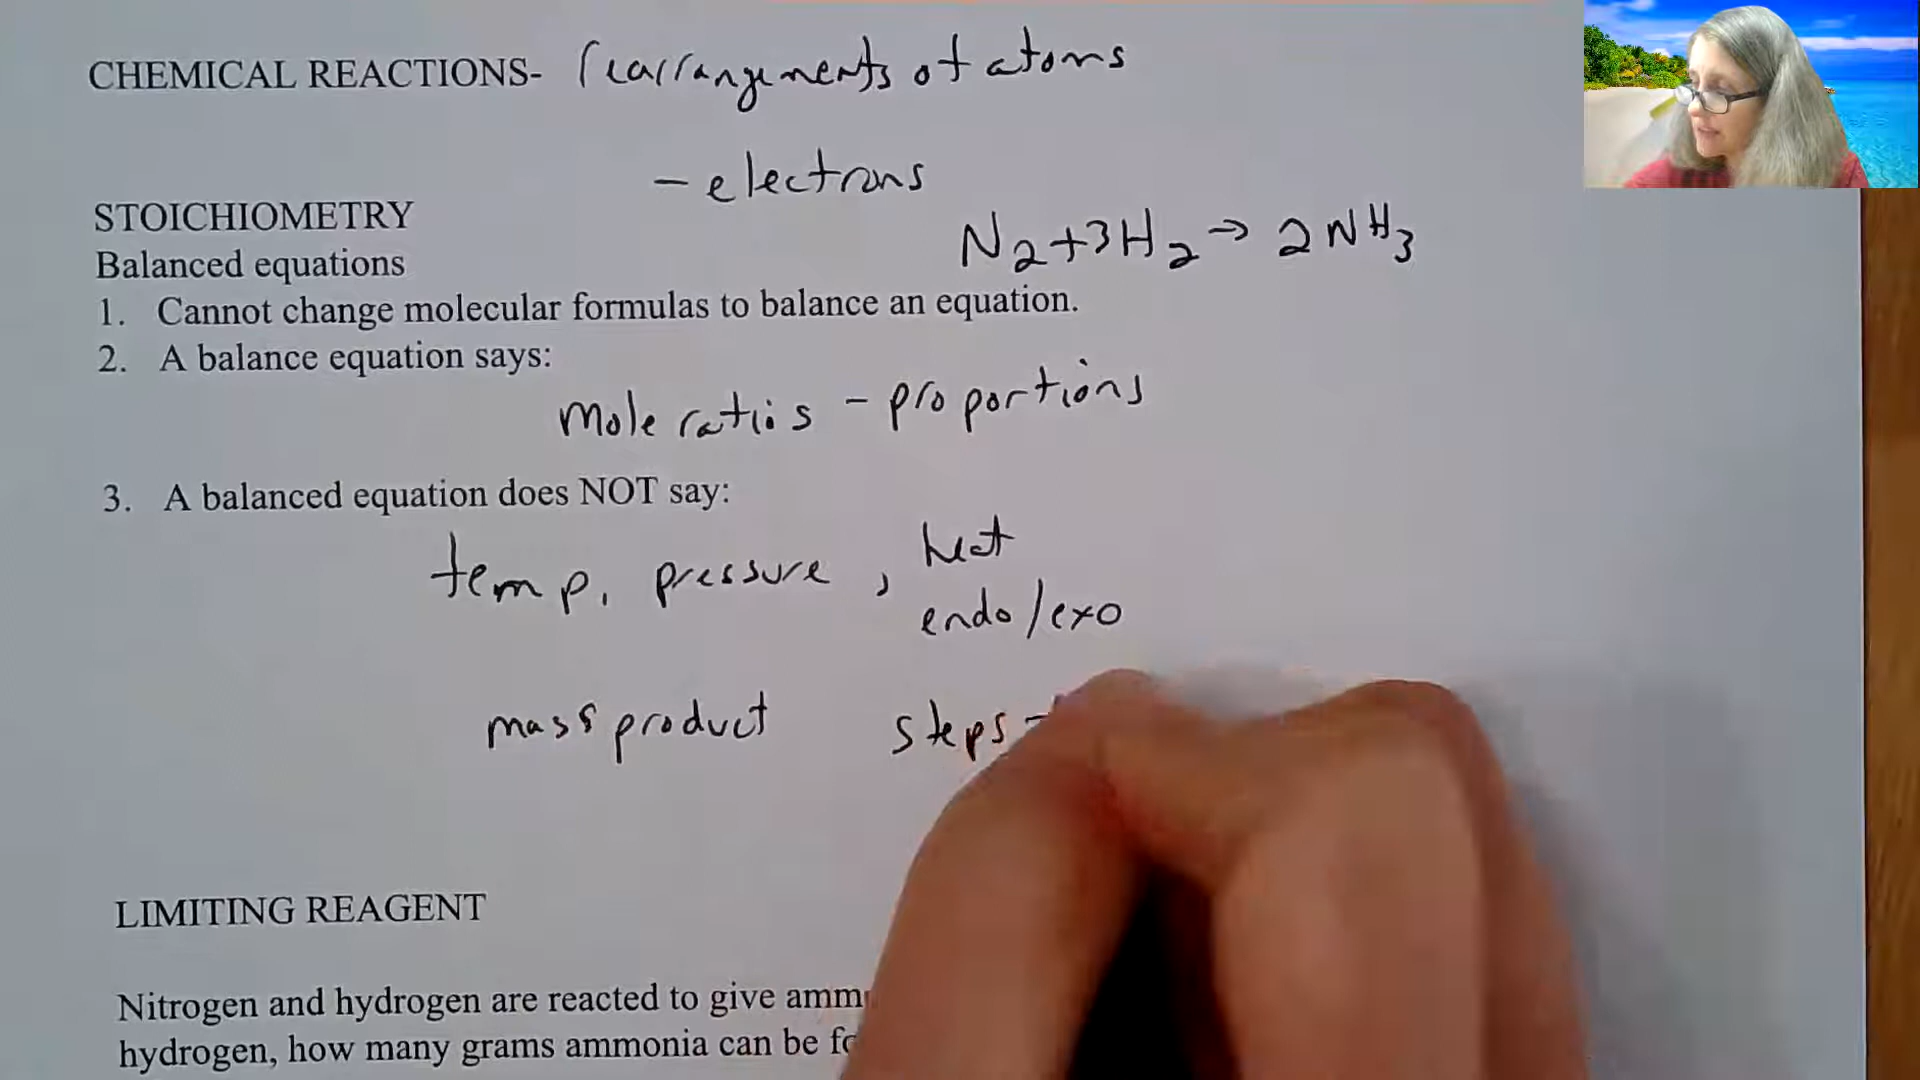 CHEMICAL REACTIONS- rearrangements of atoms
- electrons
STOICHIOMETRY
N2+3H2→ 2NH3
Balanced equations
1. Cannot change molecular formulas to balance an equation.
2. A balance equation says:
mole ratios - proportions
3. A balanced equation does NOT say:
temp, pressure, heat
endo/exo
mass product steps -
LIMITING REAGENT
Nitrogen and hydrogen are reacted to give
hydrogen, how many grams ammonia can be